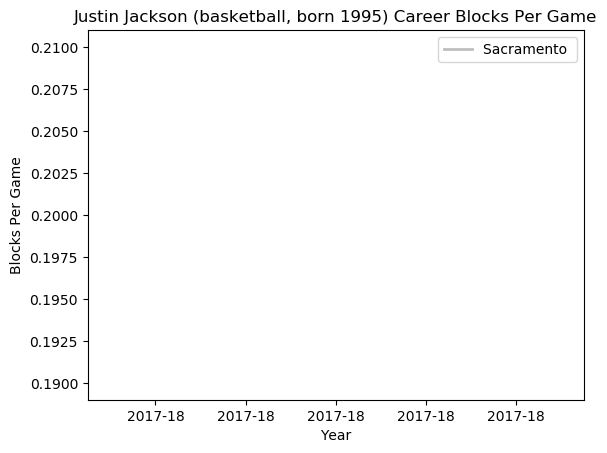 Justin Jackson (basketball, born 1995) Career Blocks Per Game
Sacramento
0.2100
0.2075
0.2050
0.2025
0.2000
0.1975
0.1950
0.1925
0.1900
Blocks Per Game
2017-18 2017-18 2017-18 2017-18 2017-18
Year